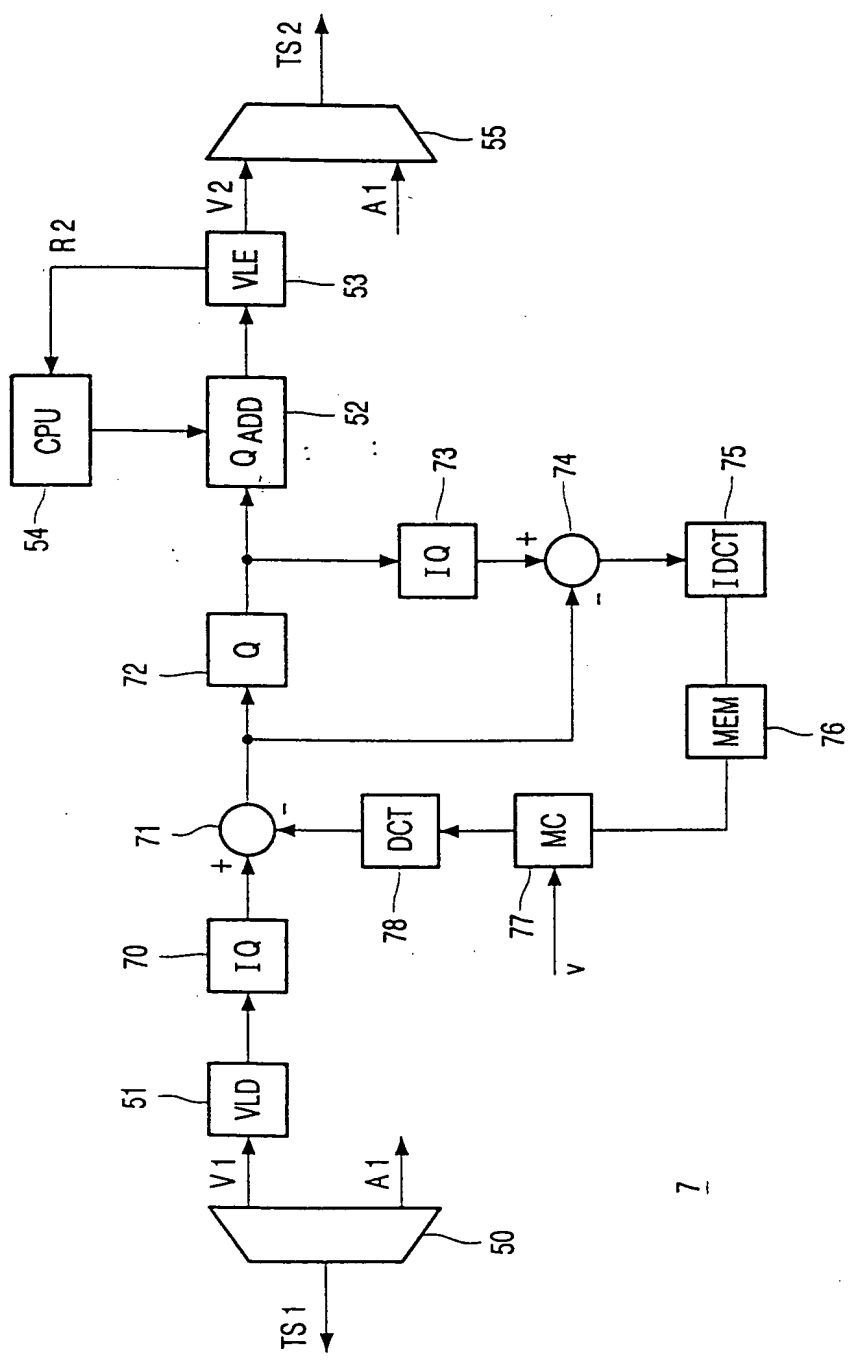 TS1
50
V1
A1
51
VLD
70
IQ
71
+
-
72
Q
52
Q ADD
54
CPU
R2
VLE
53
V2
A1
55
TS2
73
IQ
+
-
74
75
IDCT
MEM
76
77
MC
v
78
DCT
7